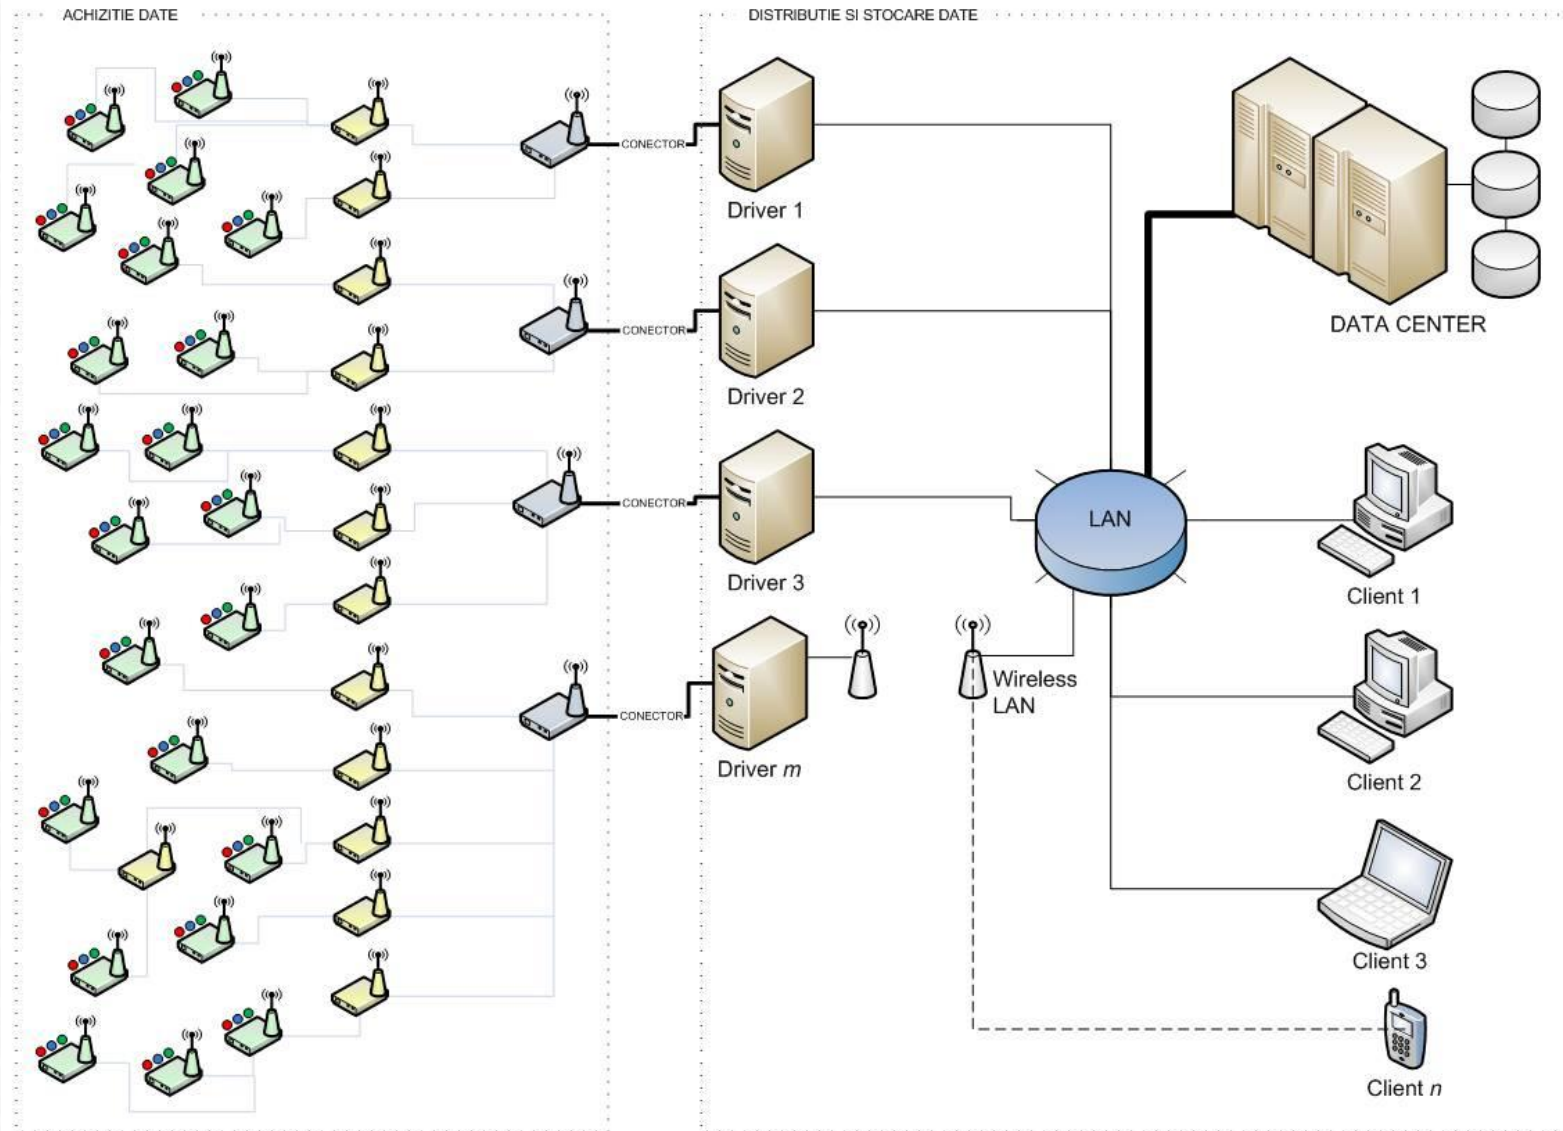 ACHIZITIE DATE
DISTRIBUTIE SI STOCARE DATE
CONECTOR
Driver 1
DATA CENTER
CONECTOR
Driver 2
CONECTOR
LAN
Driver 3
Client 1
Wireless
LAN
CONECTOR
Driver m
Client 2
Client 3
Client n